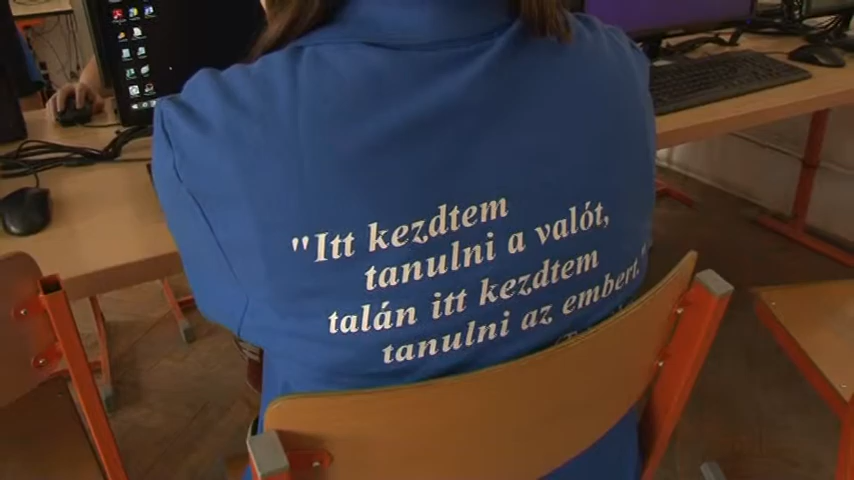 "Itt kezdtem
tanulni a valót,
talán itt kezdtem
tanulni az embert."